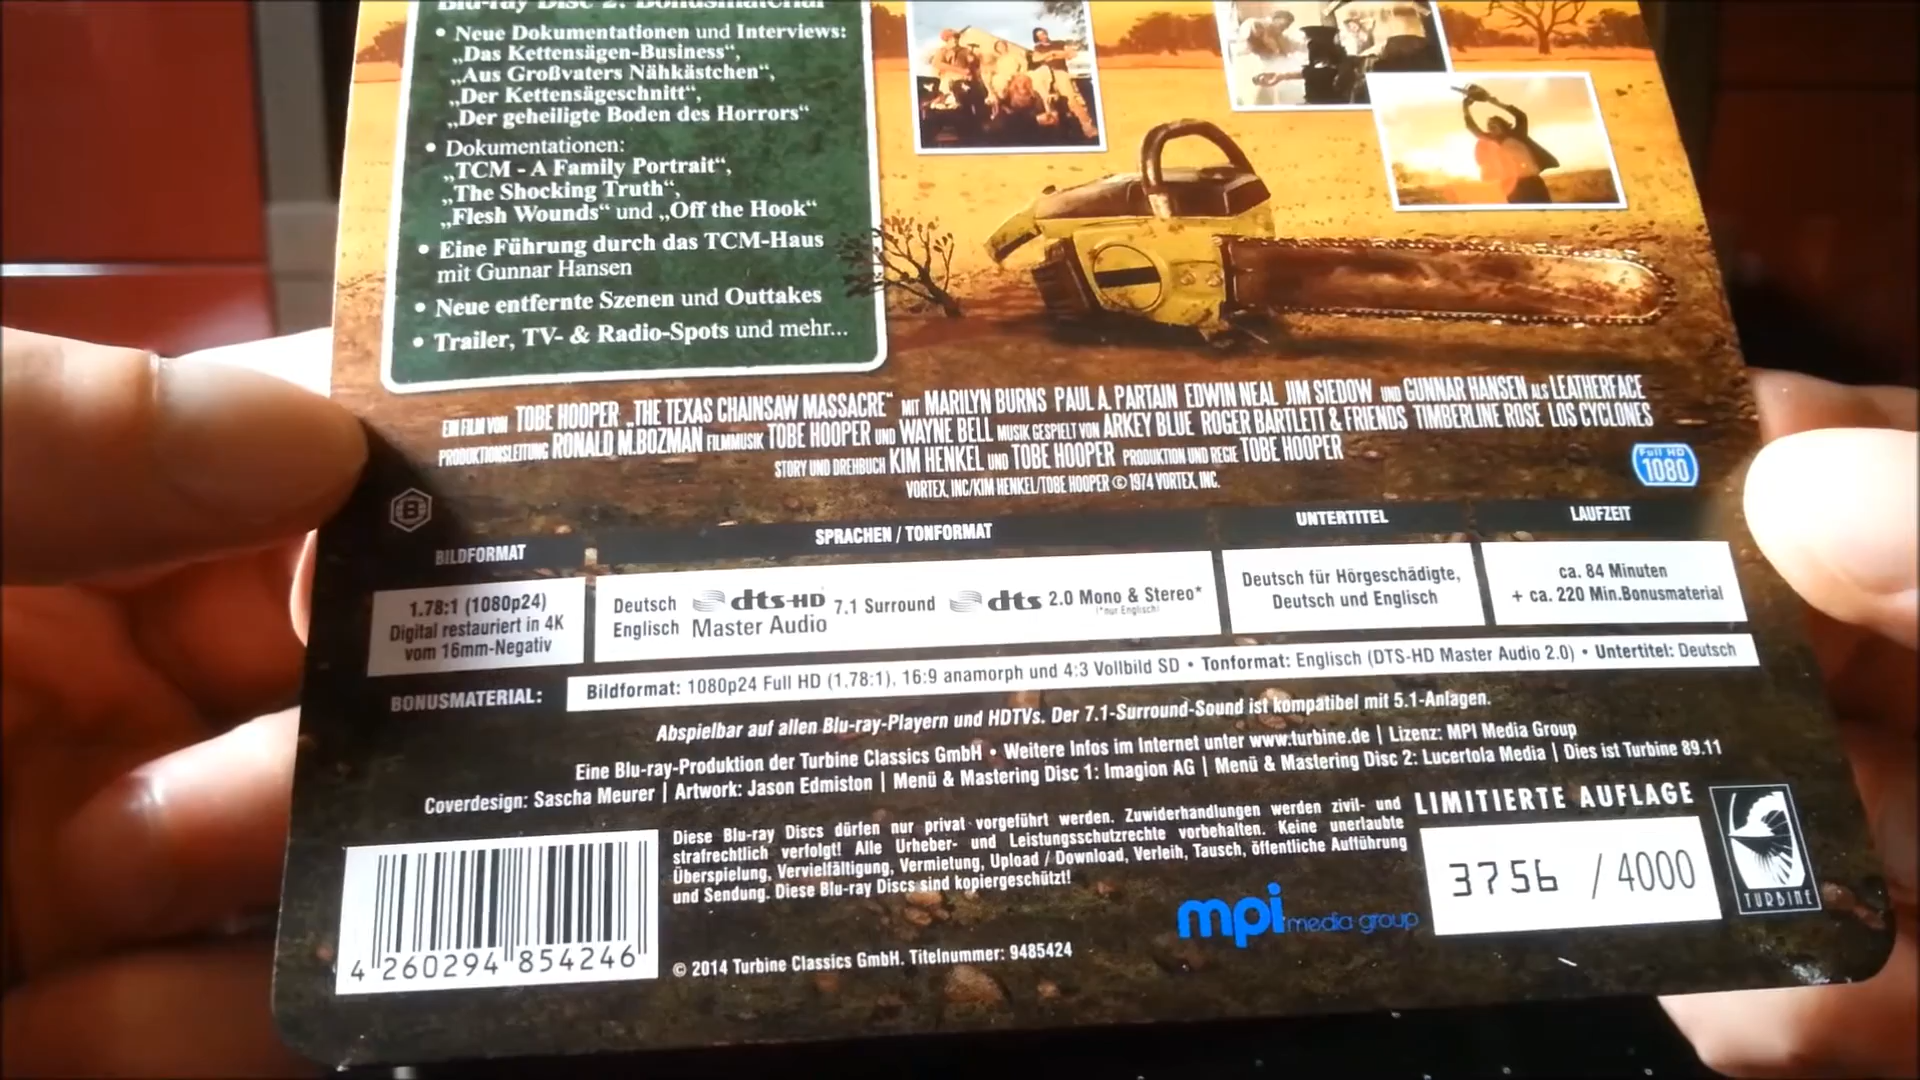 Blu-ray Disc 2: Bonusmaterial
• Neue Dokumentationen und Interviews:
„Das Kettensägen-Business“,
„Aus Großvaters Nähkästchen“,
„Der Kettensägeschnitt“,
„Der geheiligte Boden des Horrors“
• Dokumentationen:
„TCM - A Family Portrait“,
„The Shocking Truth“,
„Flesh Wounds“ und „Off the Hook“
• Eine Führung durch das TCM-Haus
mit Gunnar Hansen
• Neue entfernte Szenen und Outtakes
• Trailer, TV- & Radio-Spots und mehr...
EIN FILM VON TOBE HOOPER „THE TEXAS CHAINSAW MASSACRE“ MIT MARILYN BURNS PAUL A. PARTAIN EDWIN NEAL JIM SIEDOW UND GUNNAR HANSEN ALS LEATHERFACE
PRODUKTIONSLEITUNG RONALD M.BOZMAN FILMMUSIK TOBE HOOPER UND WAYNE BELL MUSIK GESPIELT VON ARKEY BLUE ROGER BARTLETT & FRIENDS TIMBERLINE ROSE LOS CYCLONES
STORY UND DREHBUCH KIM HENKEL UND TOBE HOOPER PRODUKTION UND REGIE TOBE HOOPER
VORTEX, INC/KIM HENKEL/TOBE HOOPER © 1974 VORTEX, INC.
Full HD
1080
B
BILDFORMAT
1.78:1 (1080p24)
Digital restauriert in 4K
vom 16mm-Negativ
SPRACHEN / TONFORMAT
Deutsch dts-HD 7.1 Surround dts 2.0 Mono & Stereo*
(*nur Englisch)
Englisch Master Audio
UNTERTITEL
Deutsch für Hörgeschädigte,
Deutsch und Englisch
LAUFZEIT
ca. 84 Minuten
+ ca. 220 Min.Bonusmaterial
BONUSMATERIAL:
Bildformat: 1080p24 Full HD (1,78:1), 16:9 anamorph und 4:3 Vollbild SD • Tonformat: Englisch (DTS-HD Master Audio 2.0) • Untertitel: Deutsch
Abspielbar auf allen Blu-ray-Playern und HDTVs. Der 7.1-Surround-Sound ist kompatibel mit 5.1-Anlagen.
Eine Blu-ray-Produktion der Turbine Classics GmbH • Weitere Infos im Internet unter www.turbine.de | Lizenz: MPI Media Group
Coverdesign: Sascha Meurer | Artwork: Jason Edmiston | Menü & Mastering Disc 1: Imagion AG | Menü & Mastering Disc 2: Lucertola Media | Dies ist Turbine 89.11
Diese Blu-ray Discs dürfen nur privat vorgeführt werden. Zuwiderhandlungen werden zivil- und
strafrechtlich verfolgt! Alle Urheber- und Leistungsschutzrechte vorbehalten. Keine unerlaubte
Überspielung, Vervielfältigung, Vermietung, Upload / Download, Verleih, Tausch, öffentliche Aufführung
und Sendung. Diese Blu-ray Discs sind kopiergeschützt!
LIMITIERTE AUFLAGE
3756 / 4000
TURBINE
mpi media group
4 260294 854246
© 2014 Turbine Classics GmbH. Titelnummer: 9485424